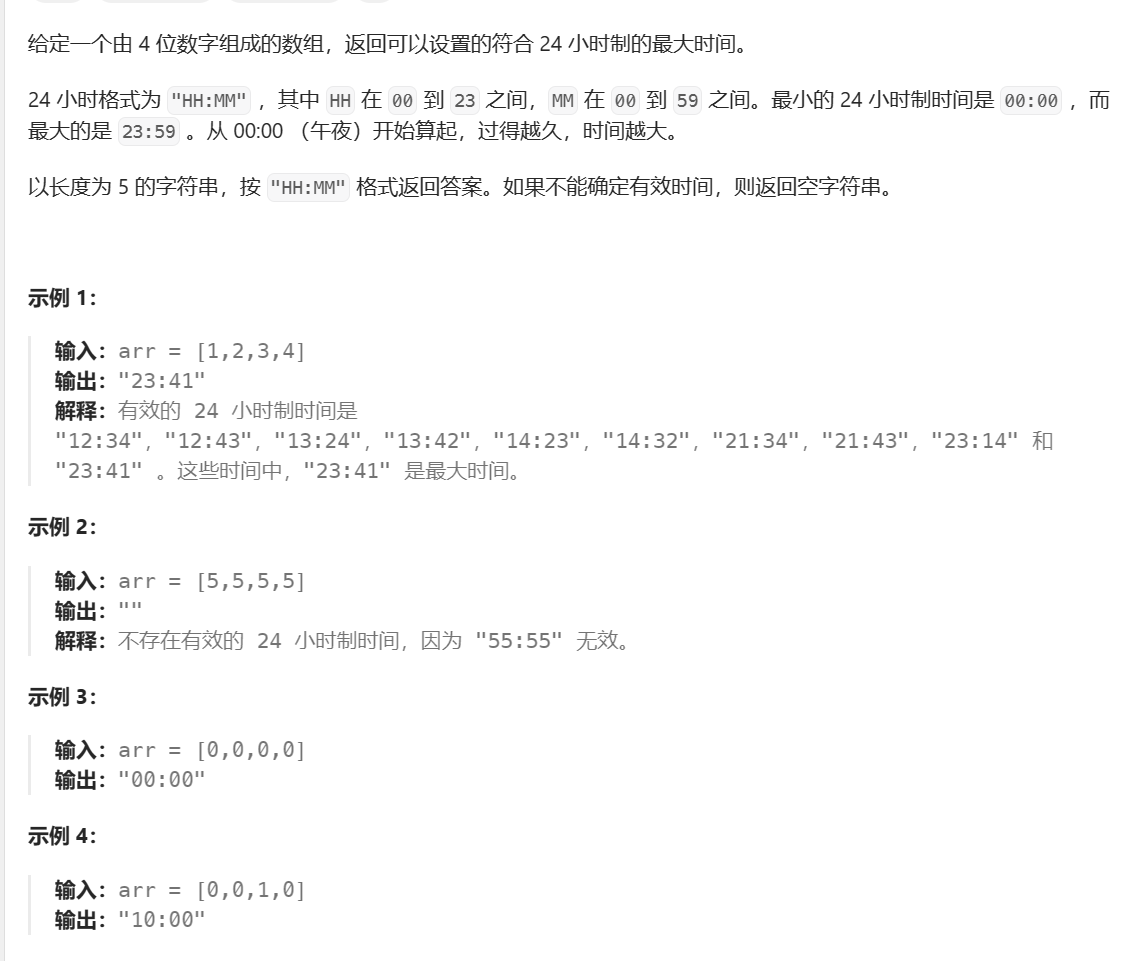 给定一个由 4 位数字组成的数组，返回可以设置的符合 24 小时制的最大时间。
24 小时格式为 "HH:MM" ，其中 HH 在 00 到 23 之间，MM 在 00 到 59 之间。最小的 24 小时制时间是 00:00 ，而
最大的是 23:59 。从 00:00 （午夜）开始算起，过得越久，时间越大。
以长度为 5 的字符串，按 "HH:MM" 格式返回答案。如果不能确定有效时间，则返回空字符串。
示例 1：
输入：arr = [1,2,3,4]
输出："23:41"
解释：有效的 24 小时制时间是
"12:34"，"12:43"，"13:24"，"13:42"，"14:23"，"14:32"，"21:34"，"21:43"，"23:14" 和
"23:41" 。这些时间中，"23:41" 是最大时间。
示例 2：
输入：arr = [5,5,5,5]
输出：""
解释：不存在有效的 24 小时制时间，因为 "55:55" 无效。
示例 3：
输入：arr = [0,0,0,0]
输出："00:00"
示例 4：
输入：arr = [0,0,1,0]
输出："10:00"